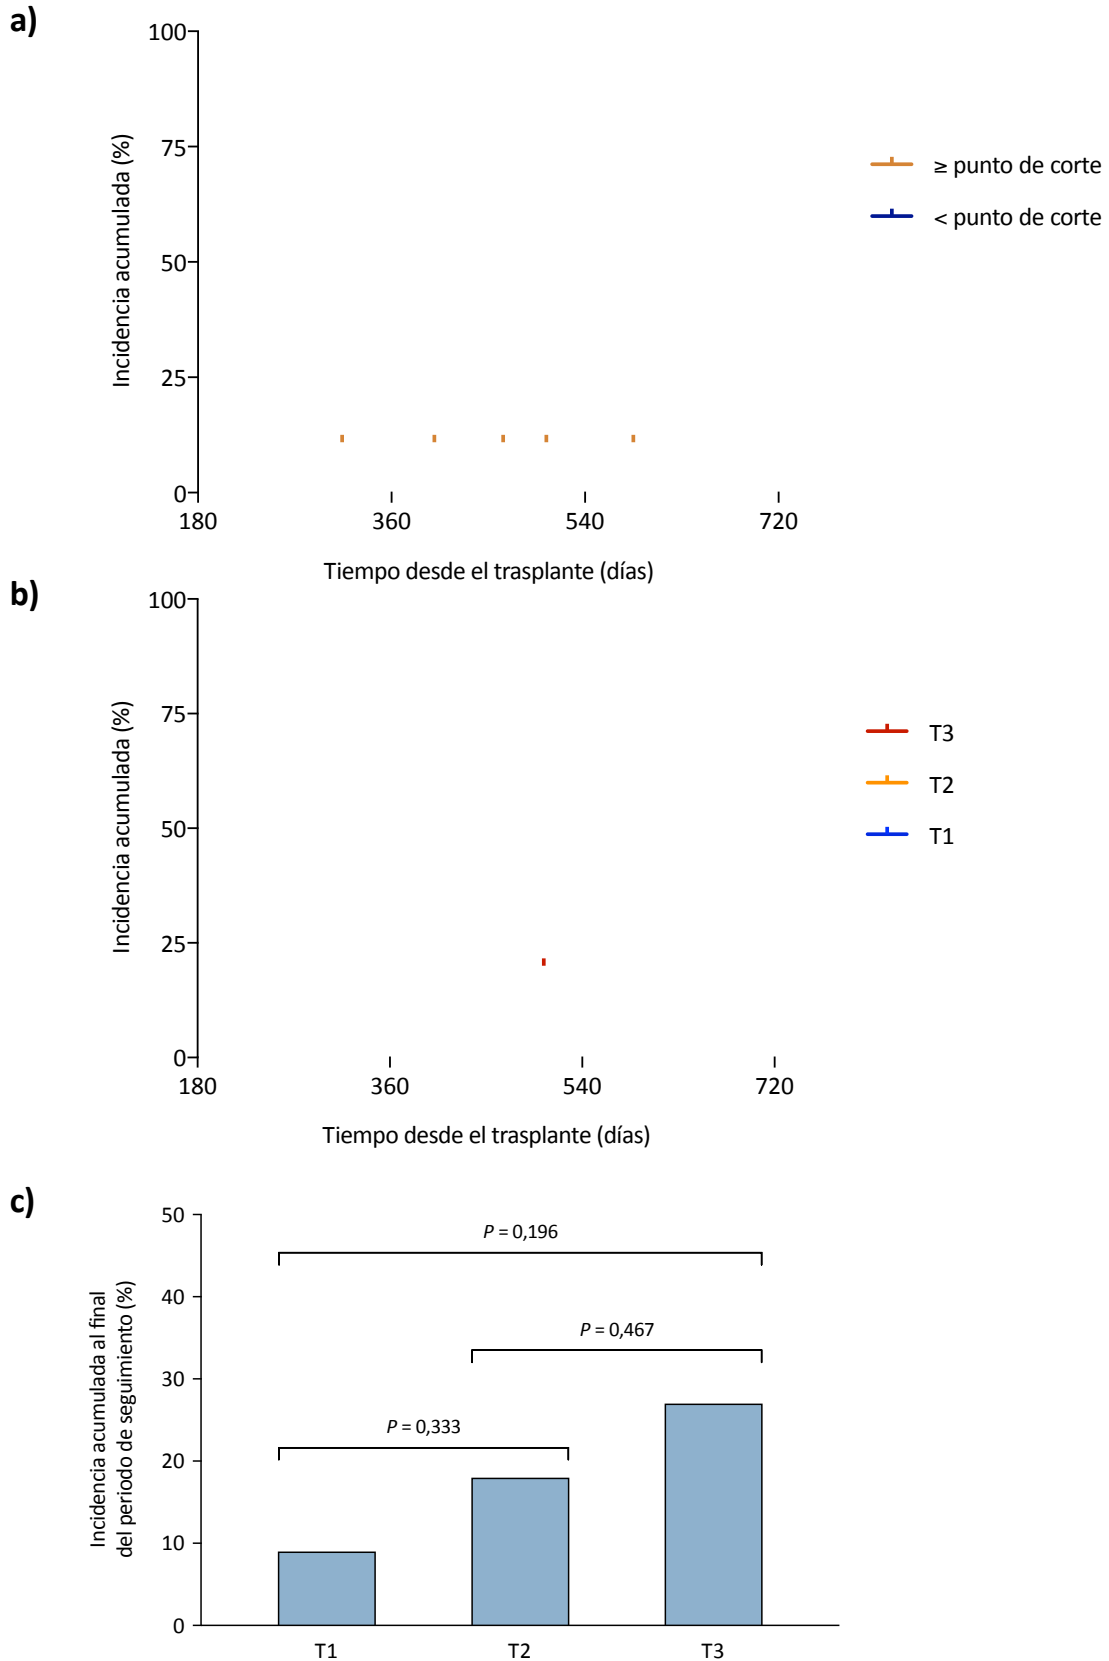 a)
100
75
50
25
0
180 360 540 720
Incidencia acumulada (%)
Tiempo desde el trasplante (días)
≥ punto de corte
< punto de corte
b)
100
75
50
25
0
180 360 540 720
Incidencia acumulada (%)
Tiempo desde el trasplante (días)
T3
T2
T1
c)
50
40
30
20
10
0
Incidencia acumulada al final
del periodo de seguimiento (%)
P = 0,196
P = 0,467
P = 0,333
T1 T2 T3